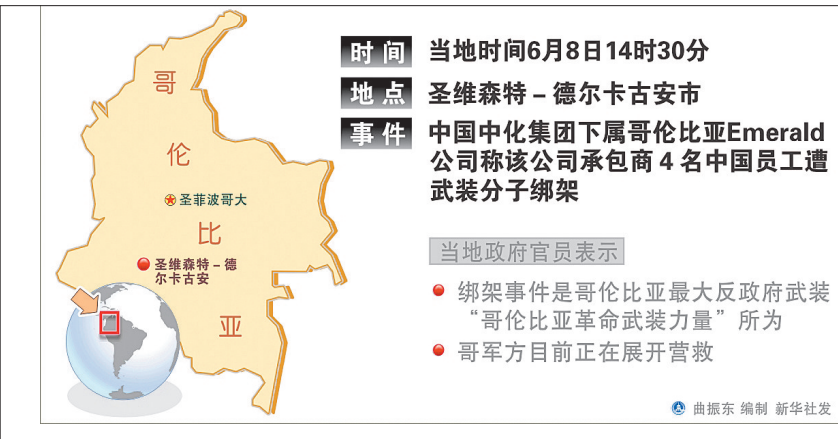 时间 当地时间6月8日14时30分
地点 圣维森特－德尔卡古安市
事件 中国中化集团下属哥伦比亚Emerald
公司称该公司承包商4名中国员工遭
武装分子绑架
当地政府官员表示
绑架事件是哥伦比亚最大反政府武装
“哥伦比亚革命武装力量”所为
哥军方目前正在展开营救
哥
伦
圣菲波哥大
比
圣维森特－德
尔卡古安
亚
曲振东 编制 新华社发